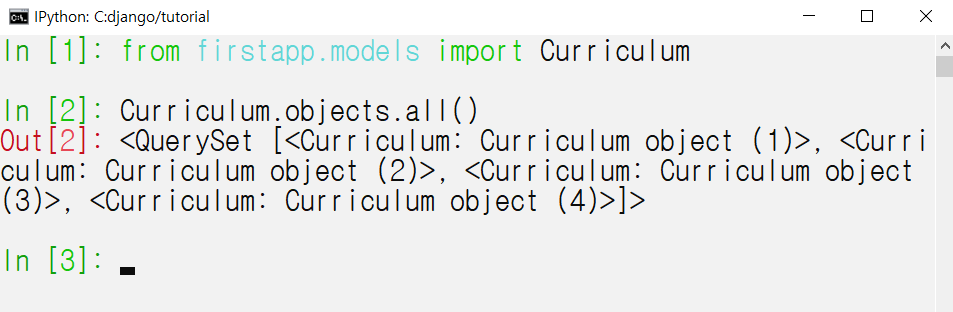 IPython: C:django/tutorial
In [1]: from firstapp.models import Curriculum
In [2]: Curriculum.objects.all()
Out[2]: <QuerySet [<Curriculum: Curriculum object (1)>, <Curri
culum: Curriculum object (2)>, <Curriculum: Curriculum object
(3)>, <Curriculum: Curriculum object (4)>]>
In [3]: